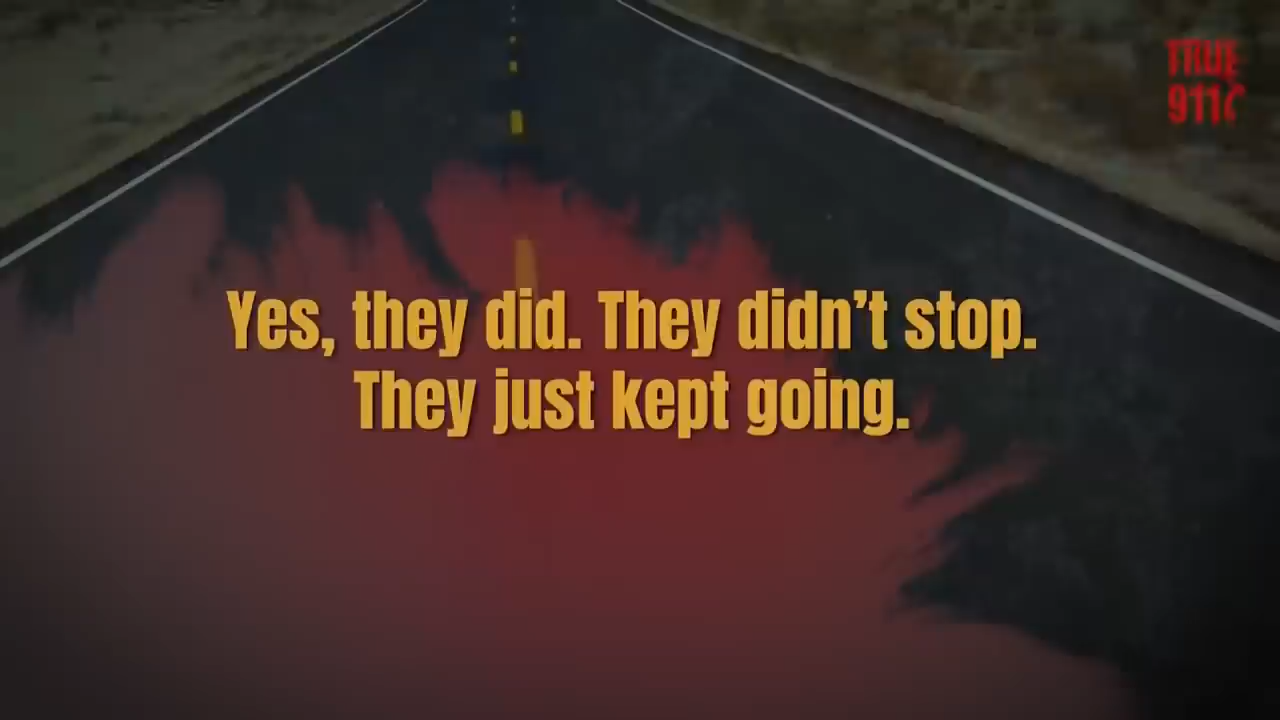 TRUE
911
Yes, they did. They didn’t stop.
They just kept going.